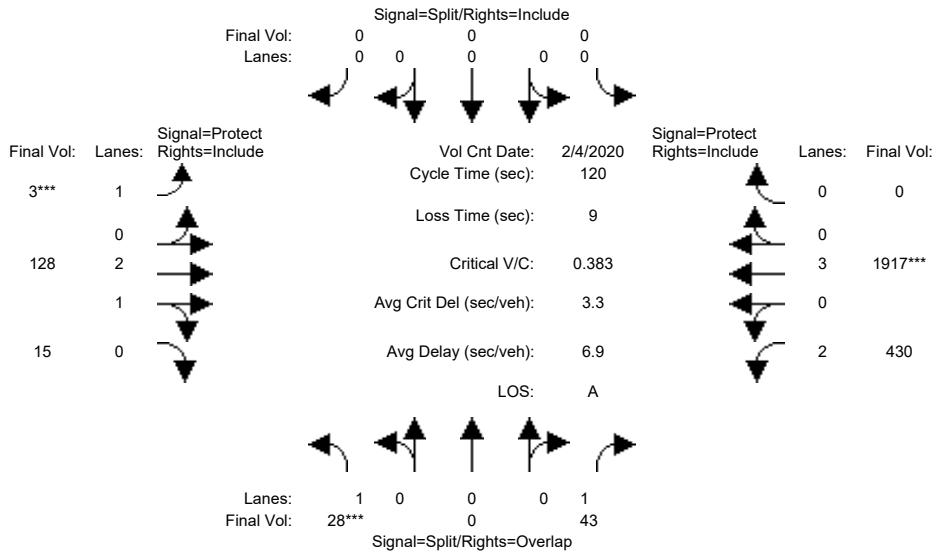 Signal=Split/Rights=Include
Final Vol: 0 0 0
Lanes: 0 0 0 0 0
Signal=Protect Signal=Protect
Final Vol: Lanes: Rights=Include Vol Cnt Date: 2/4/2020 Rights=Include Lanes: Final Vol:
Cycle Time (sec): 120
3*** 1 0 0
Loss Time (sec): 9
0 0
128 2 Critical V/C: 0.383 3 1917***
1 Avg Crit Del (sec/veh): 3.3 0
15 0 Avg Delay (sec/veh): 6.9 2 430
LOS: A
Lanes: 1 0 0 0 1
Final Vol: 28*** 0 43
Signal=Split/Rights=Overlap